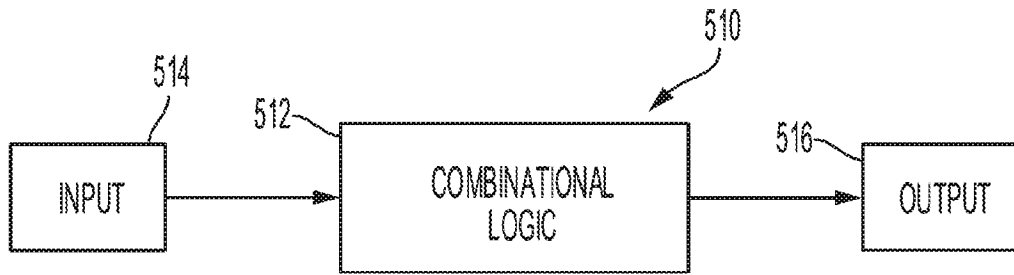 510
514
512
516
INPUT
COMBINATIONAL
LOGIC
OUTPUT